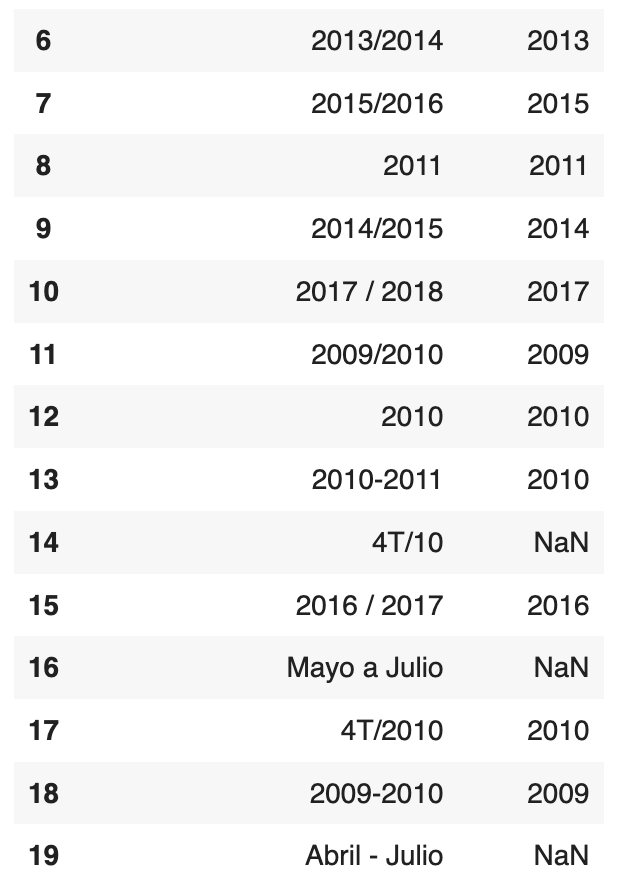 6 2013/2014 2013
7 2015/2016 2015
8 2011 2011
9 2014/2015 2014
10 2017 / 2018 2017
11 2009/2010 2009
12 2010 2010
13 2010-2011 2010
14 4T/10 NaN
15 2016 / 2017 2016
16 Mayo a Julio NaN
17 4T/2010 2010
18 2009-2010 2009
19 Abril - Julio NaN